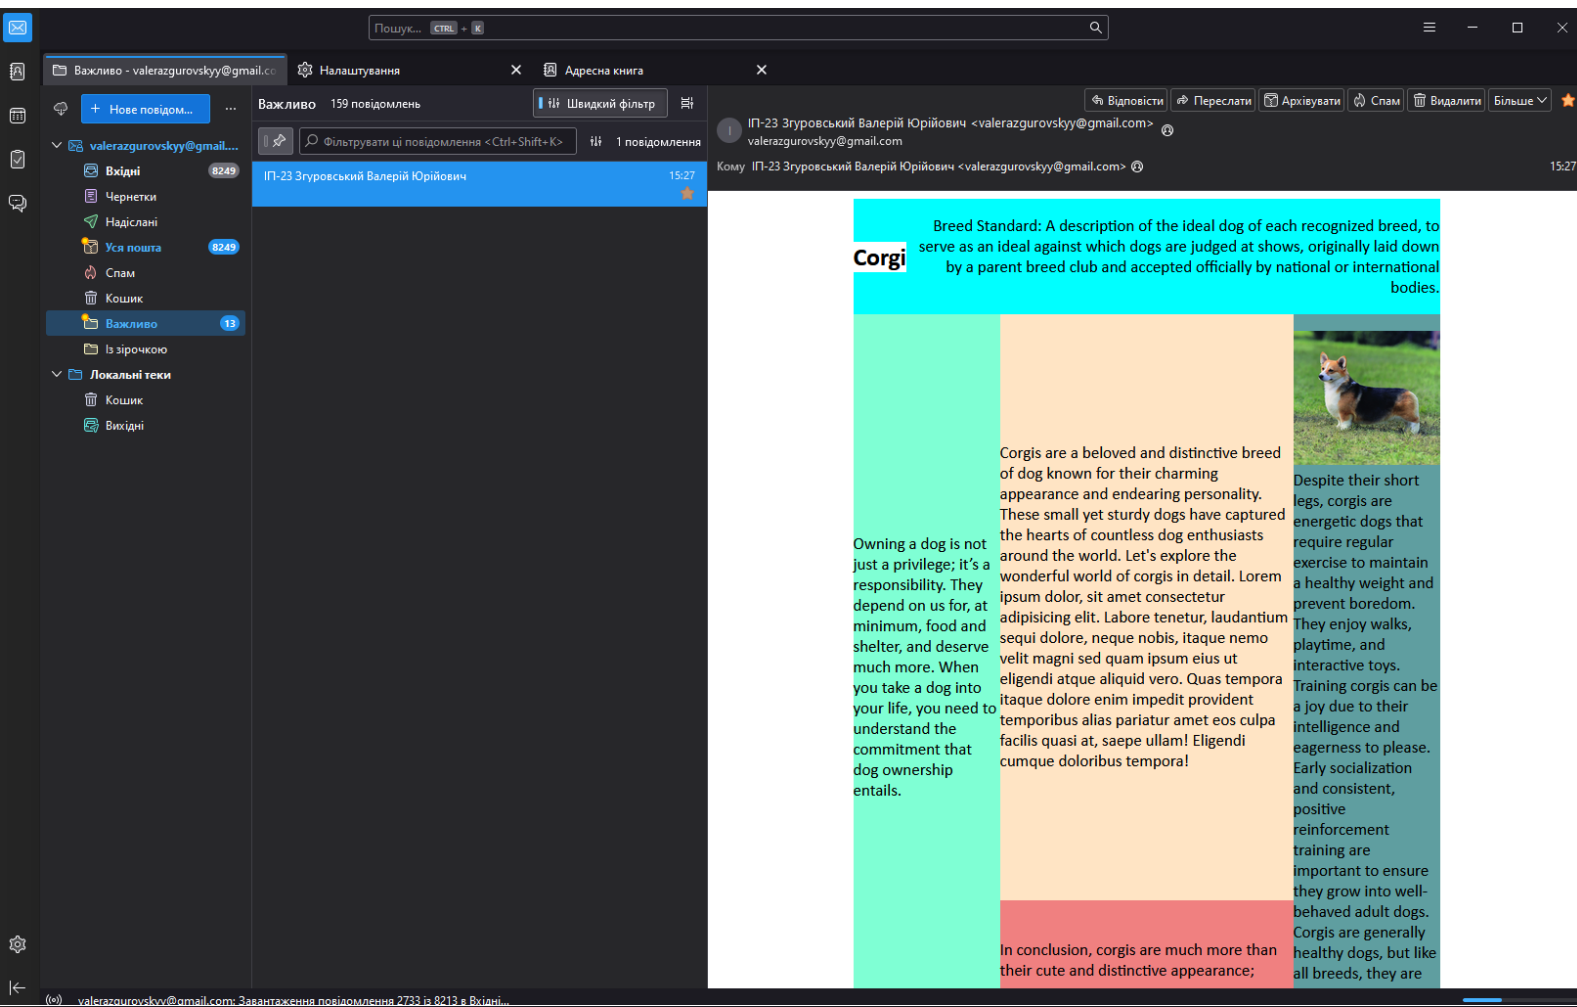 Пошук... CTRL + K
Важливо - valerazgurovskyy@gmail.co
Налаштування
Адресна книга
+ Нове повідом...
valerazgurovskyy@gmail....
Вхідні 8249
Чернетки
Надіслані
Уся пошта 8249
Спам
Кошик
Важливо 13
Із зірочкою
Локальні теки
Кошик
Вихідні
Важливо 159 повідомлень Швидкий фільтр
Фільтрувати ці повідомлення <Ctrl+Shift+K> 1 повідомлення
ІП-23 Згуровський Валерій Юрійович 15:27
Відповісти Переслати Архівувати Спам Видалити Більше
І ІП-23 Згуровський Валерій Юрійович <valerazgurovskyy@gmail.com>
valerazgurovskyy@gmail.com
Кому ІП-23 Згуровський Валерій Юрійович <valerazgurovskyy@gmail.com> 15:27
Corgi
Breed Standard: A description of the ideal dog of each recognized breed, to
serve as an ideal against which dogs are judged at shows, originally laid down
by a parent breed club and accepted officially by national or international
bodies.
Owning a dog is not
just a privilege; it’s a
responsibility. They
depend on us for, at
minimum, food and
shelter, and deserve
much more. When
you take a dog into
your life, you need to
understand the
commitment that
dog ownership
entails.
Corgis are a beloved and distinctive breed
of dog known for their charming
appearance and endearing personality.
These small yet sturdy dogs have captured
the hearts of countless dog enthusiasts
around the world. Let's explore the
wonderful world of corgis in detail. Lorem
ipsum dolor, sit amet consectetur
adipisicing elit. Labore tenetur, laudantium
sequi dolore, neque nobis, itaque nemo
velit magni sed quam ipsum eius ut
eligendi atque aliquid vero. Quas tempora
itaque dolore enim impedit provident
temporibus alias pariatur amet eos culpa
facilis quasi at, saepe ullam! Eligendi
cumque doloribus tempora!
In conclusion, corgis are much more than
their cute and distinctive appearance;
Despite their short
legs, corgis are
energetic dogs that
require regular
exercise to maintain
a healthy weight and
prevent boredom.
They enjoy walks,
playtime, and
interactive toys.
Training corgis can be
a joy due to their
intelligence and
eagerness to please.
Early socialization
and consistent,
positive
reinforcement
training are
important to ensure
they grow into well-
behaved adult dogs.
Corgis are generally
healthy dogs, but like
all breeds, they are
valerazgurovskyy@gmail.com: Завантаження повідомлення 2733 із 8213 в Вхідні...